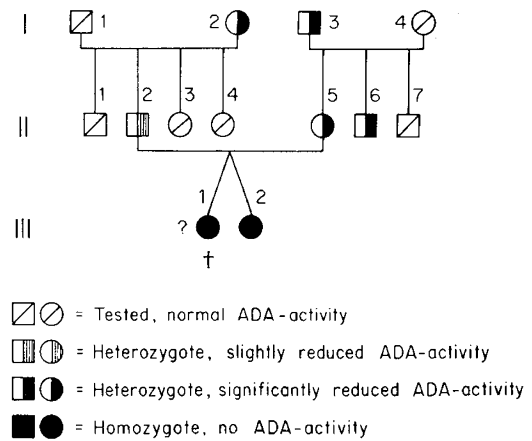 I 1 2 3 4
1 2 3 4 5 6 7
II
1 2
III ?
†
= Tested, normal ADA-activity
= Heterozygote, slightly reduced ADA-activity
= Heterozygote, significantly reduced ADA-activity
= Homozygote, no ADA-activity